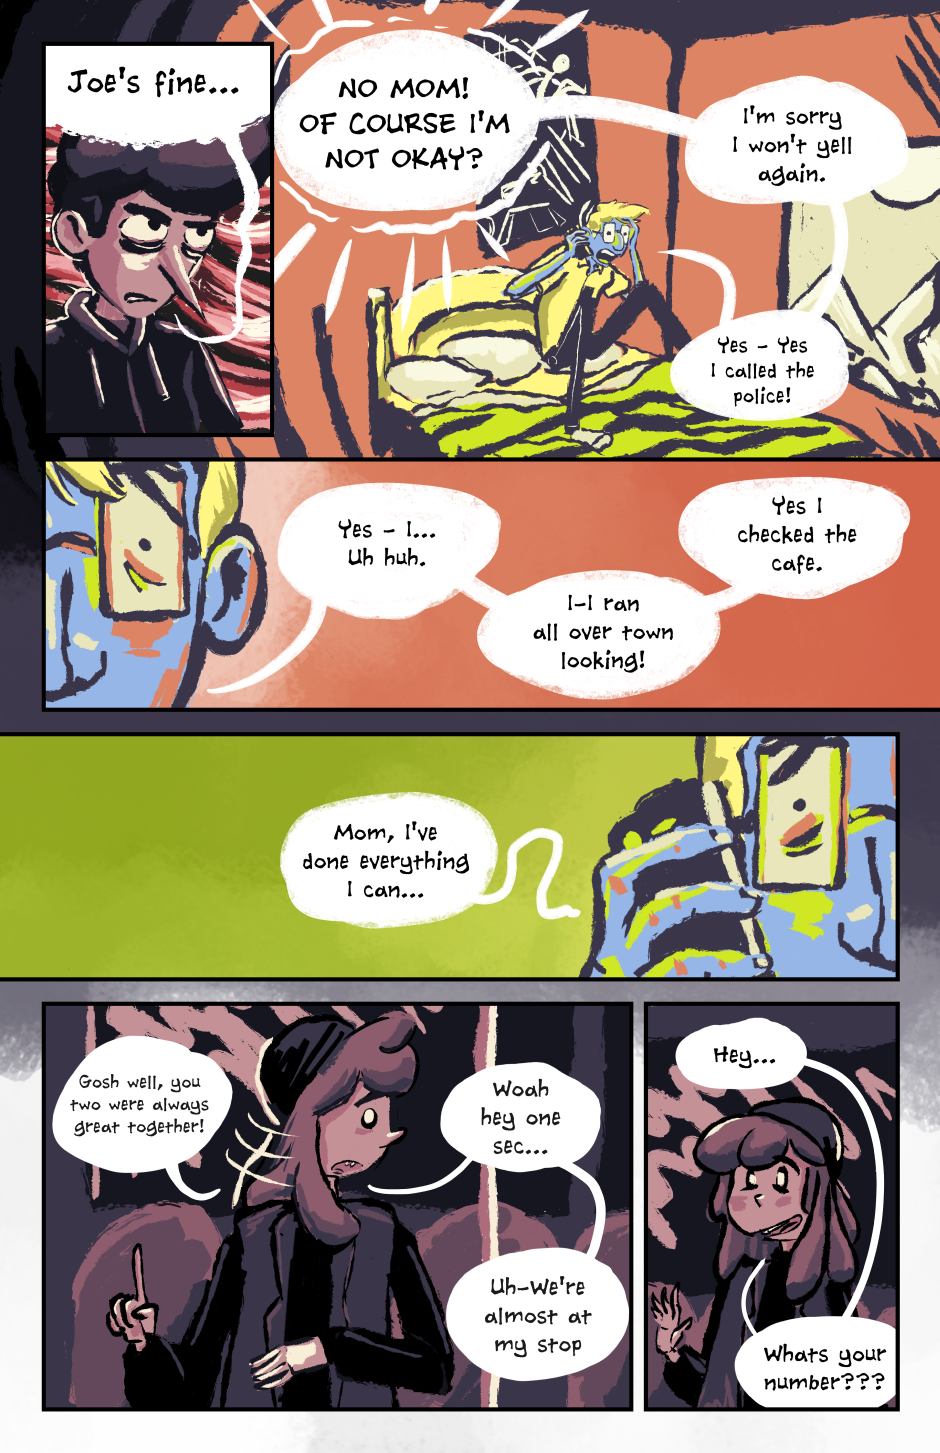 Joe's fine...
NO MOM!
OF COURSE I'M
NOT OKAY?
I'm sorry
I won't yell
again.
Yes - Yes
I called the
police!
Yes - I...
Uh huh.
I-I ran
all over town
looking!
Yes I
checked the
cafe.
Mom, I've
done everything
I can...
Gosh well, you
two were always
great together!
Woah
hey one
sec...
Uh-We're
almost at
my stop
Hey...
Whats your
number???